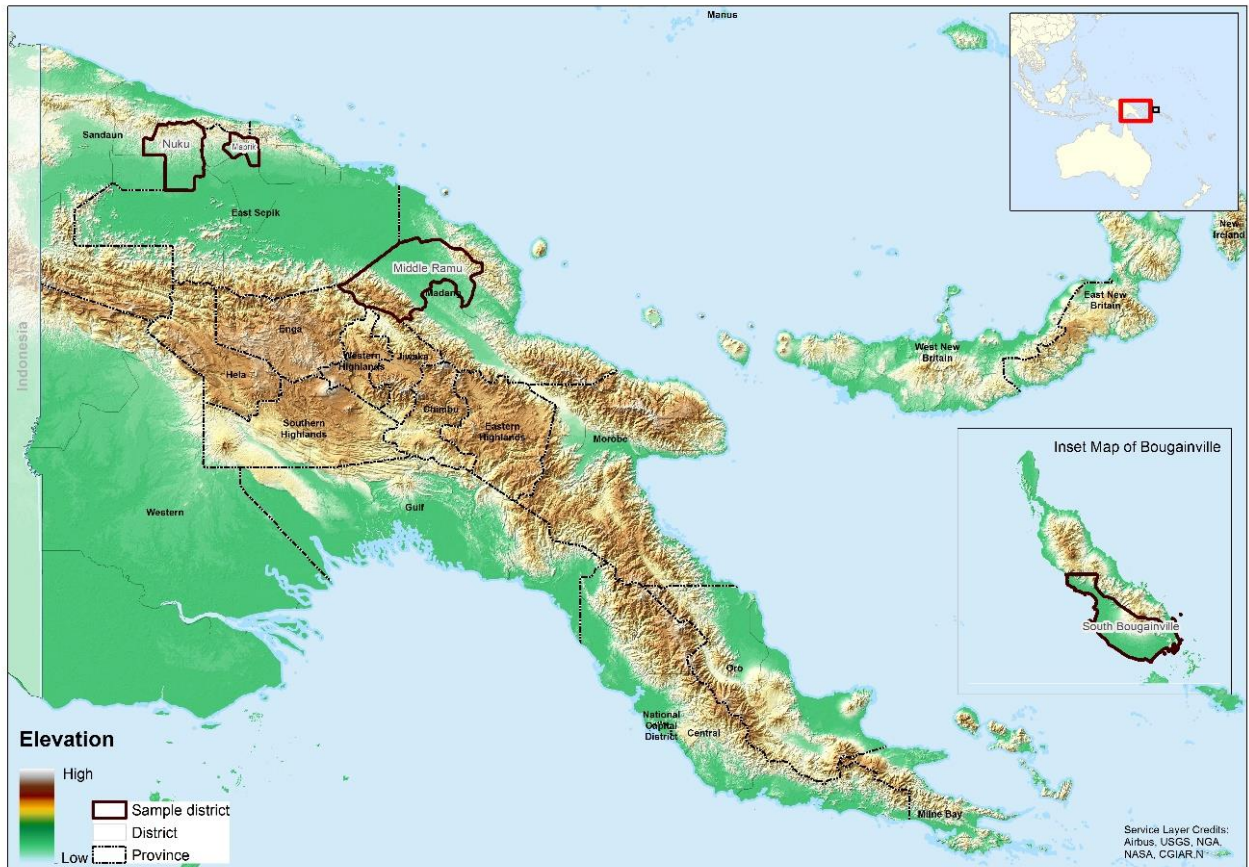 Manus
Sandaun
Nuku
Maprik
East Sepik
Middle Ramu
Madang
New
Ireland
East New
Britain
West New
Britain
Indonesia
Enga
Western
Highlands
Jiwaka
Hela
Chimbu
Southern
Highlands
Eastern
Highlands
Morobe
Western
Gulf
Oro
National
Capital
District
Central
Milne Bay
Inset Map of Bougainville
South Bougainville
Elevation
High
Low
Sample district
District
Province
Service Layer Credits:
Airbus, USGS, NGA,
NASA, CGIAR,N